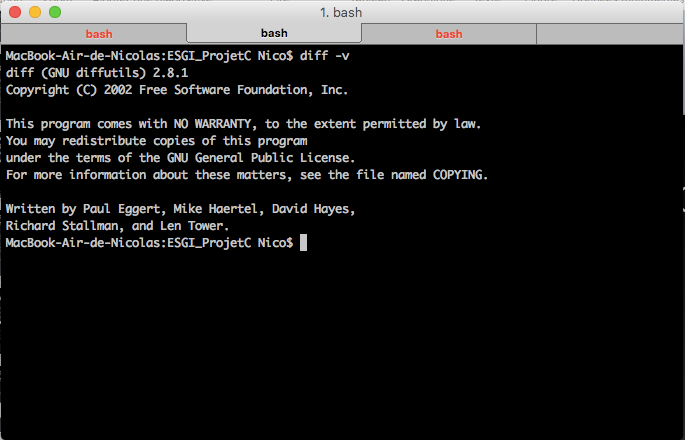 1. bash
bash
bash
bash
MacBook-Air-de-Nicolas:ESGI_ProjetC Nico$ diff -v
diff (GNU diffutils) 2.8.1
Copyright (C) 2002 Free Software Foundation, Inc.
This program comes with NO WARRANTY, to the extent permitted by law.
You may redistribute copies of this program
under the terms of the GNU General Public License.
For more information about these matters, see the file named COPYING.
Written by Paul Eggert, Mike Haertel, David Hayes,
Richard Stallman, and Len Tower.
MacBook-Air-de-Nicolas:ESGI_ProjetC Nico$